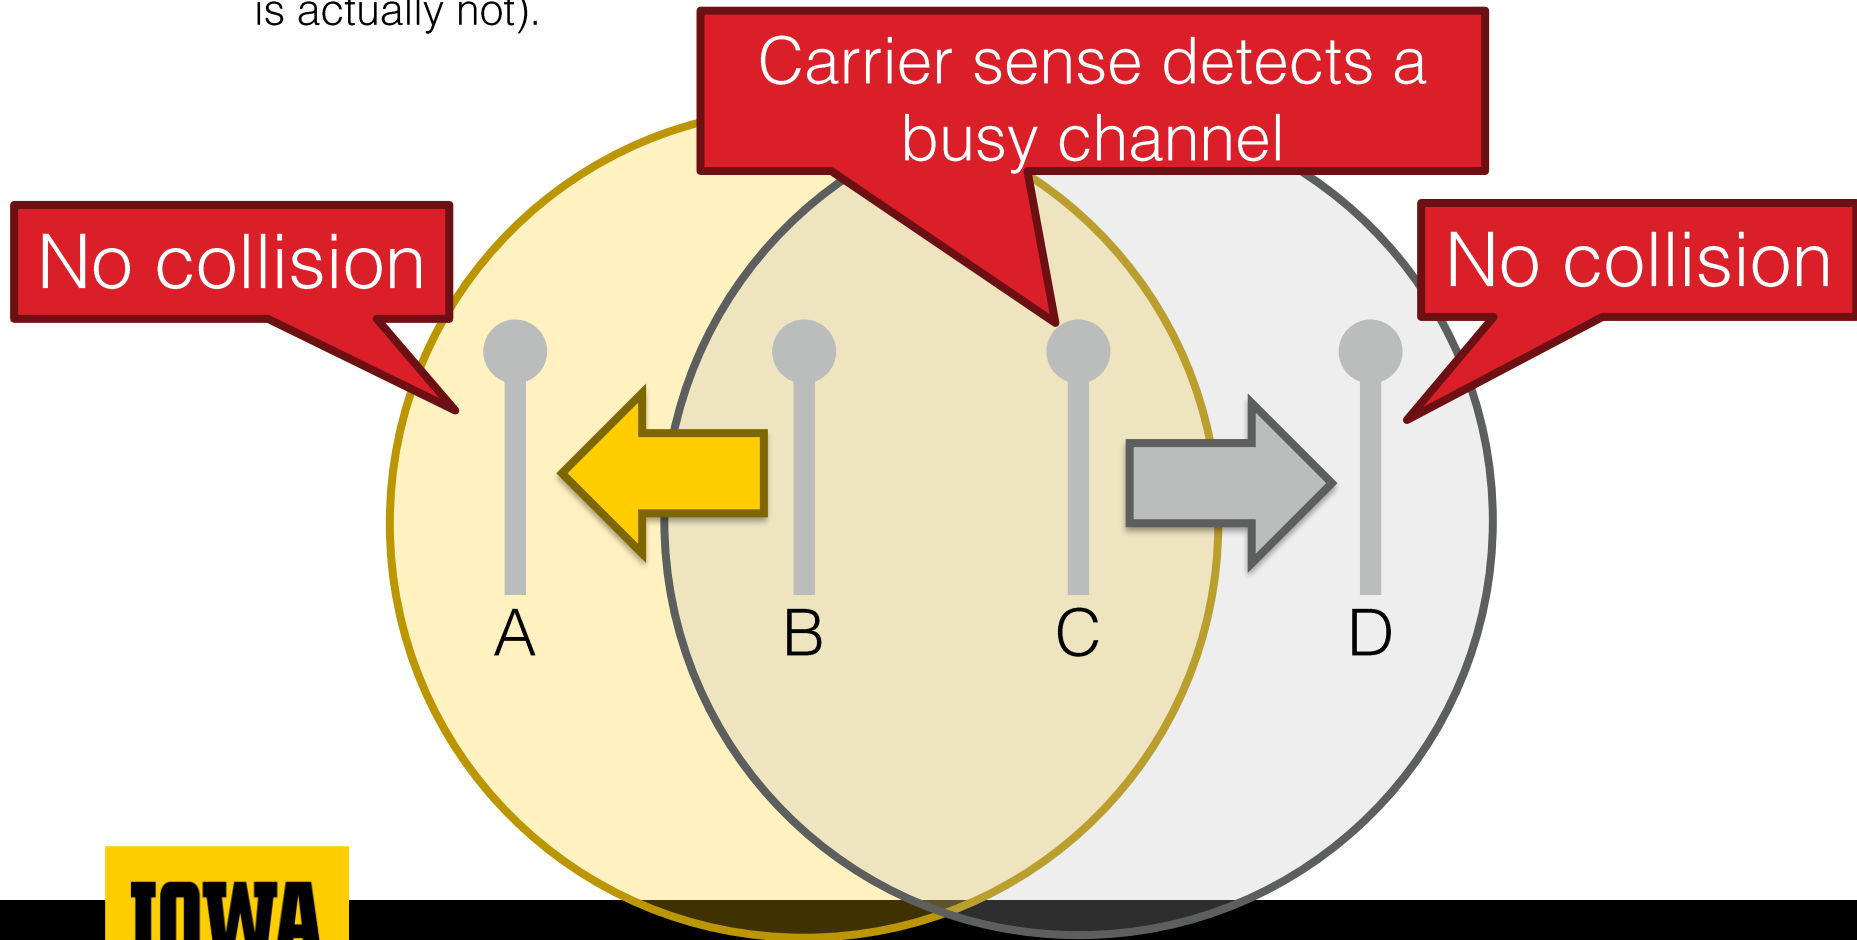 is actually not).
Carrier sense detects a
busy channel
No collision
No collision
A
B
C
D
IOWA